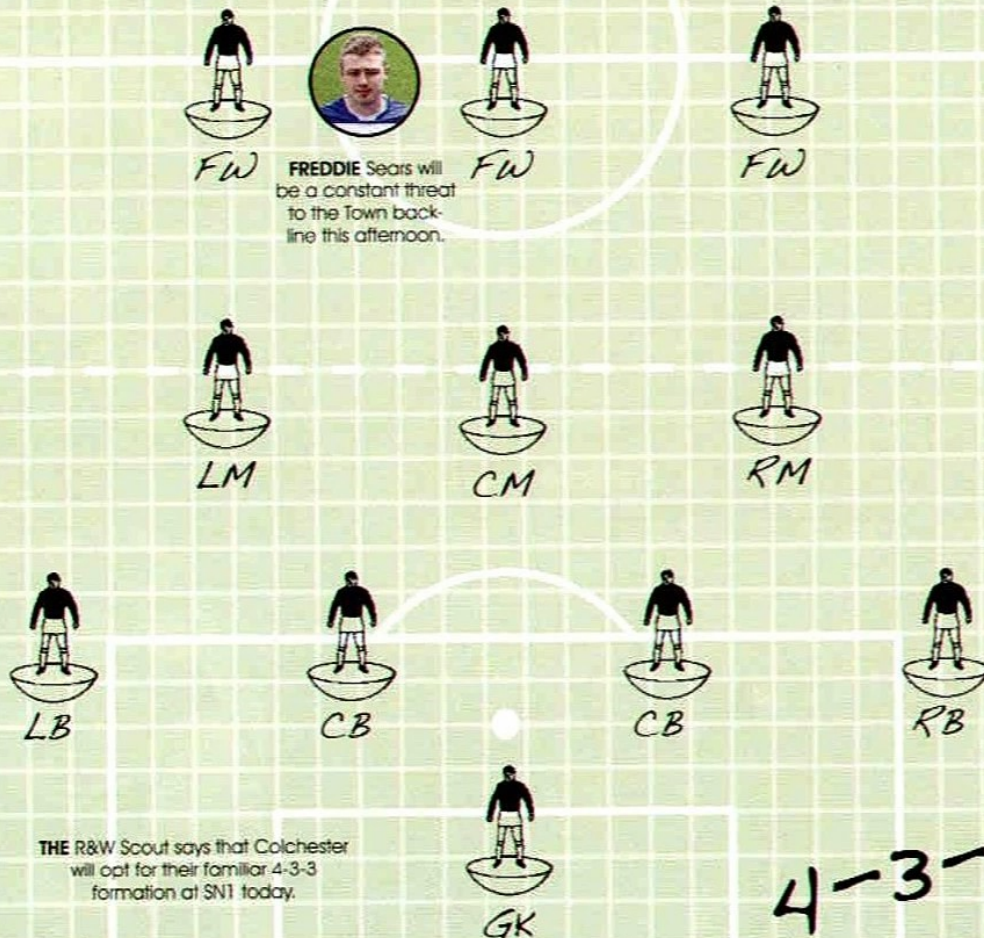 FW
FW
FW
FREDDIE Sears will
be a constant threat
to the Town back-
line this afternoon.
LM
CM
RM
LB
CB
CB
RB
THE R&W Scout says that Colchester
will opt for their familiar 4-3-3
formation at SN1 today.
GK
4-3-